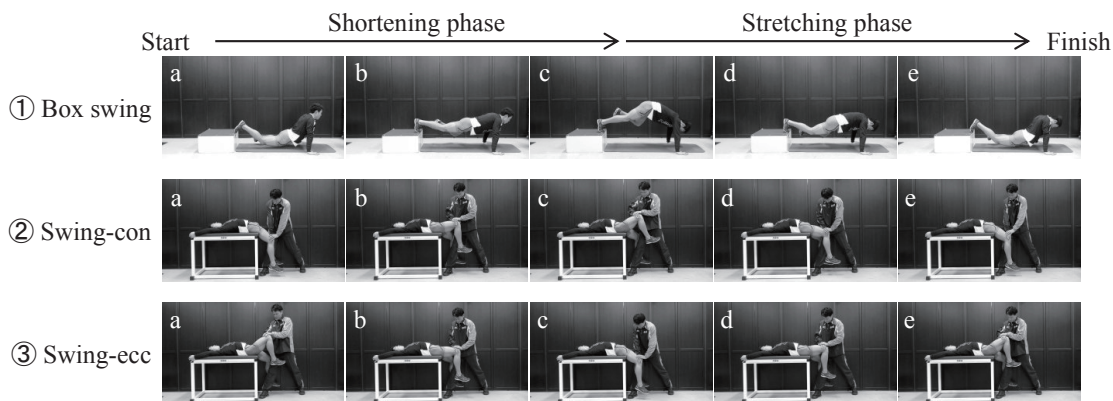 Shortening phase
Stretching phase
Start
Finish
a
b
c
d
e
① Box swing
a
b
c
d
e
② Swing-con
a
b
c
d
e
③ Swing-ecc